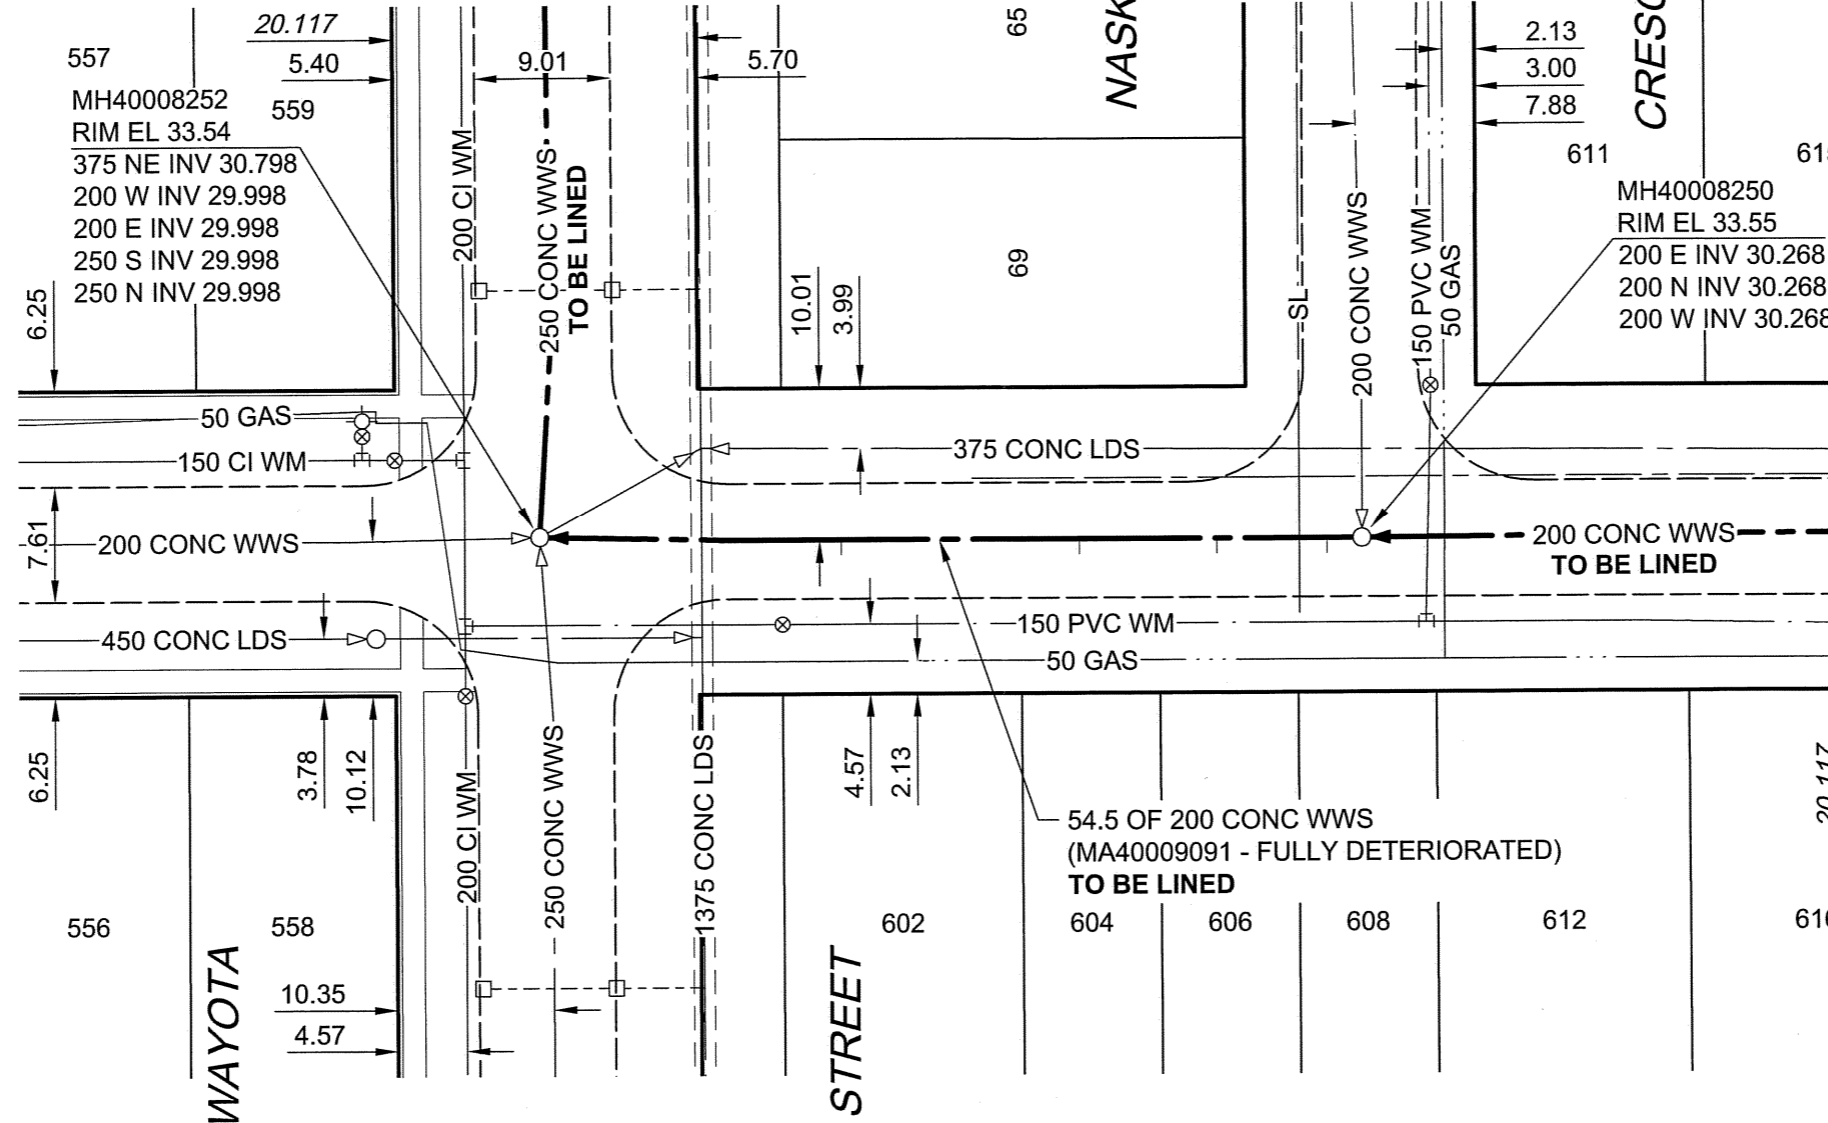 557
20.117
5.40
9.01
5.70
65
NASK
2.13
3.00
7.88
CRESC
MH40008252
RIM EL 33.54
375 NE INV 30.798
200 W INV 29.998
200 E INV 29.998
250 S INV 29.998
250 N INV 29.998
559
200 CI WM
250 CONC WWS
TO BE LINED
69
10.01
3.99
SL
200 CONC WWS
150 PVC WM
50 GAS
611
MH40008250
RIM EL 33.55
200 E INV 30.268
200 N INV 30.268
200 W INV 30.268
6.25
50 GAS
150 CI WM
375 CONC LDS
7.61
200 CONC WWS
200 CONC WWS
TO BE LINED
450 CONC LDS
150 PVC WM
50 GAS
6.25
3.78
10.12
200 CI WM
250 CONC WWS
1375 CONC LDS
4.57
2.13
20.117
54.5 OF 200 CONC WWS
(MA40009091 - FULLY DETERIORATED)
TO BE LINED
556
558
602
604
606
608
612
WAYOTA
STREET
10.35
4.57